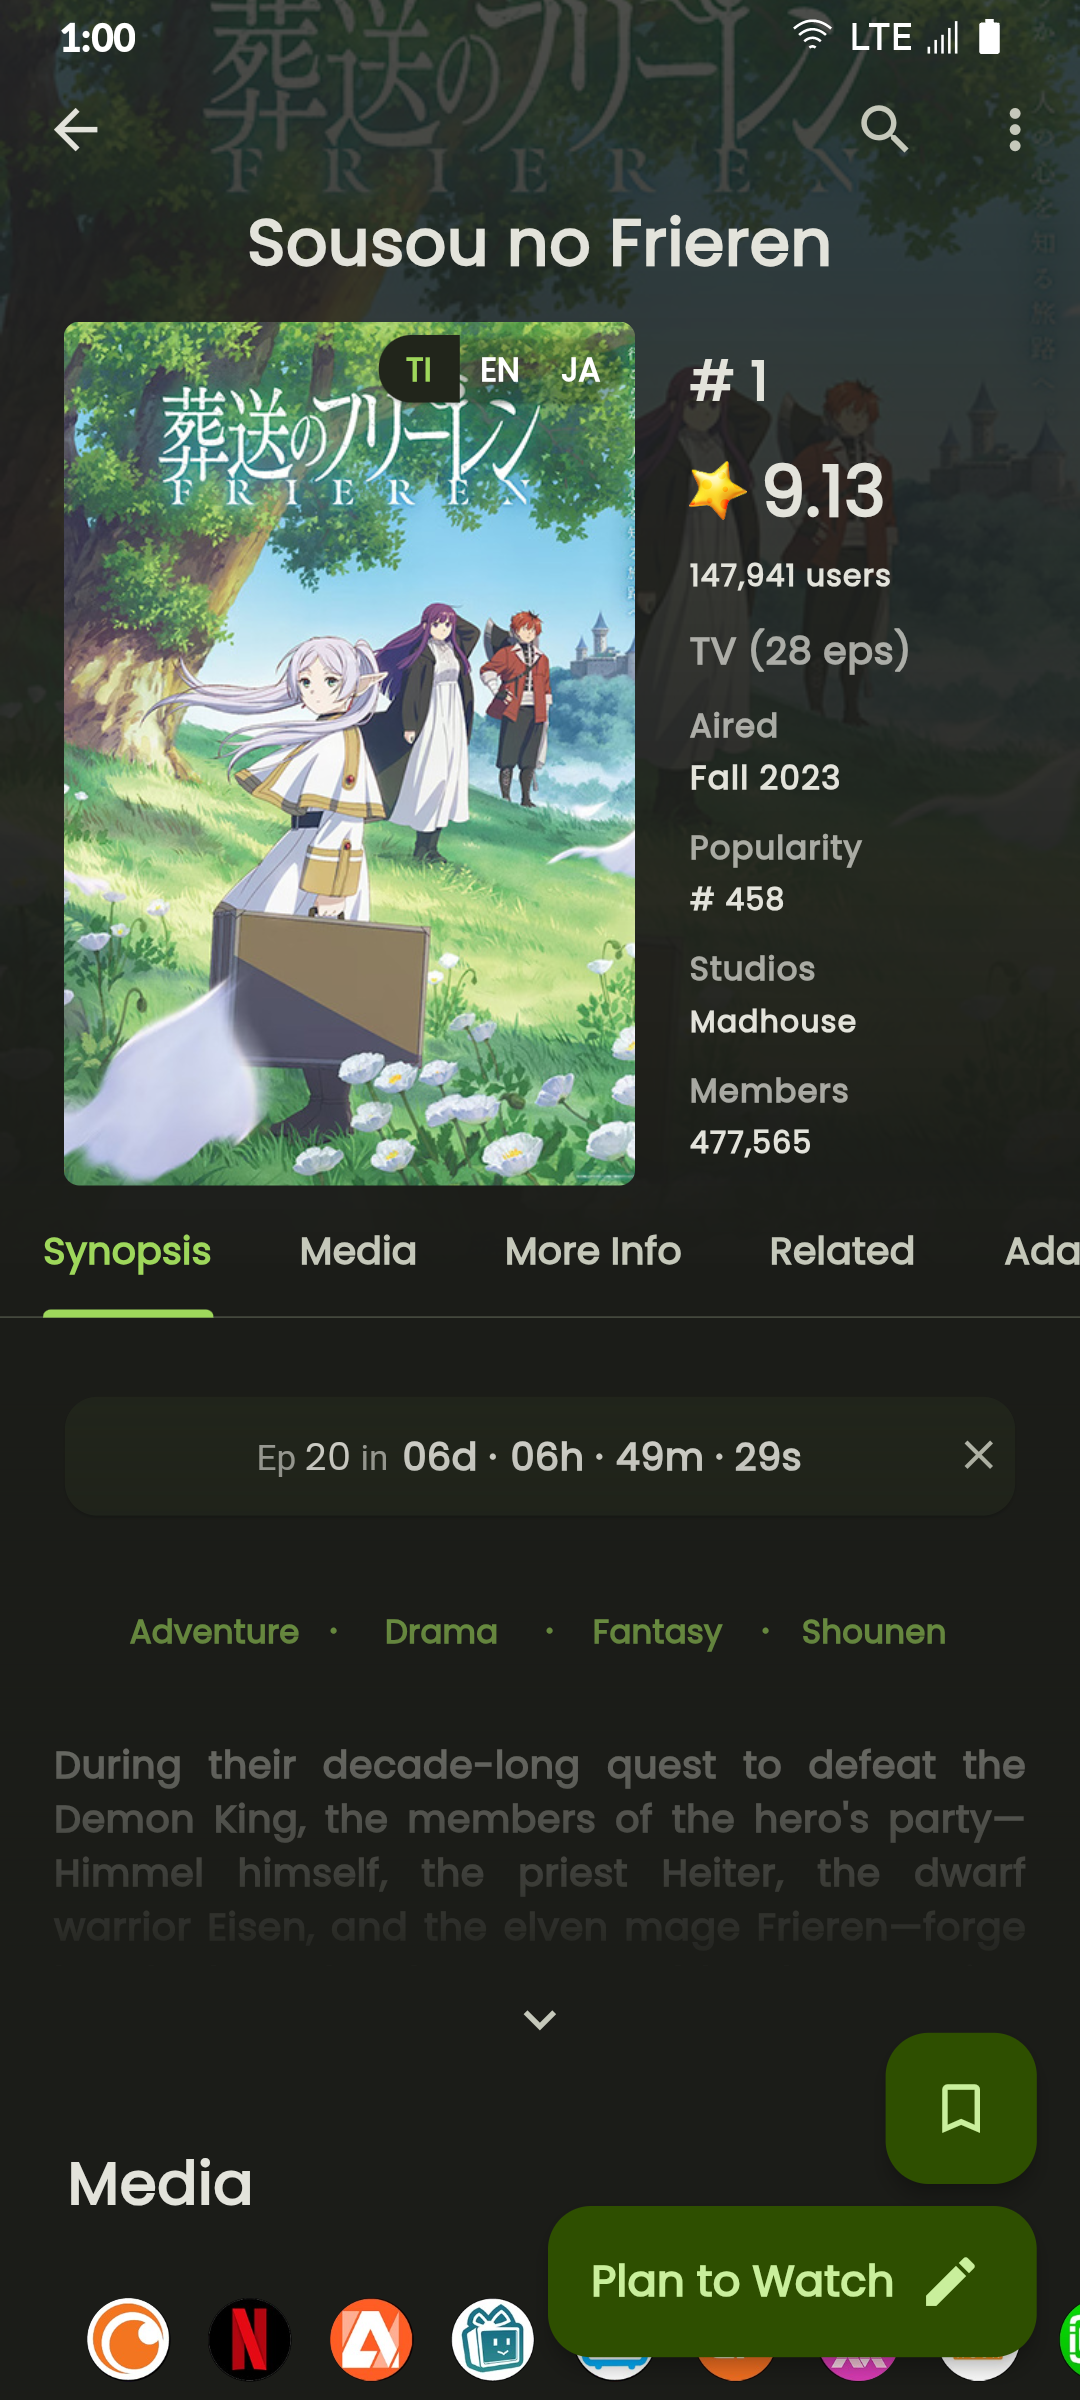 1:00 LTE
葬送のフリーレン
FRIEREN
Sousou no Frieren
TI EN JA
葬送のフリーレン
FRIEREN
# 1
9.13
147,941 users
TV (28 eps)
Aired
Fall 2023
Popularity
# 458
Studios
Madhouse
Members
477,565
Synopsis Media More Info Related Ada
Ep 20 in 06d · 06h · 49m · 29s
Adventure · Drama · Fantasy · Shounen
During their decade-long quest to defeat the
Demon King, the members of the hero's party—
Himmel himself, the priest Heiter, the dwarf
warrior Eisen, and the elven mage Frieren—forge
Media
Plan to Watch